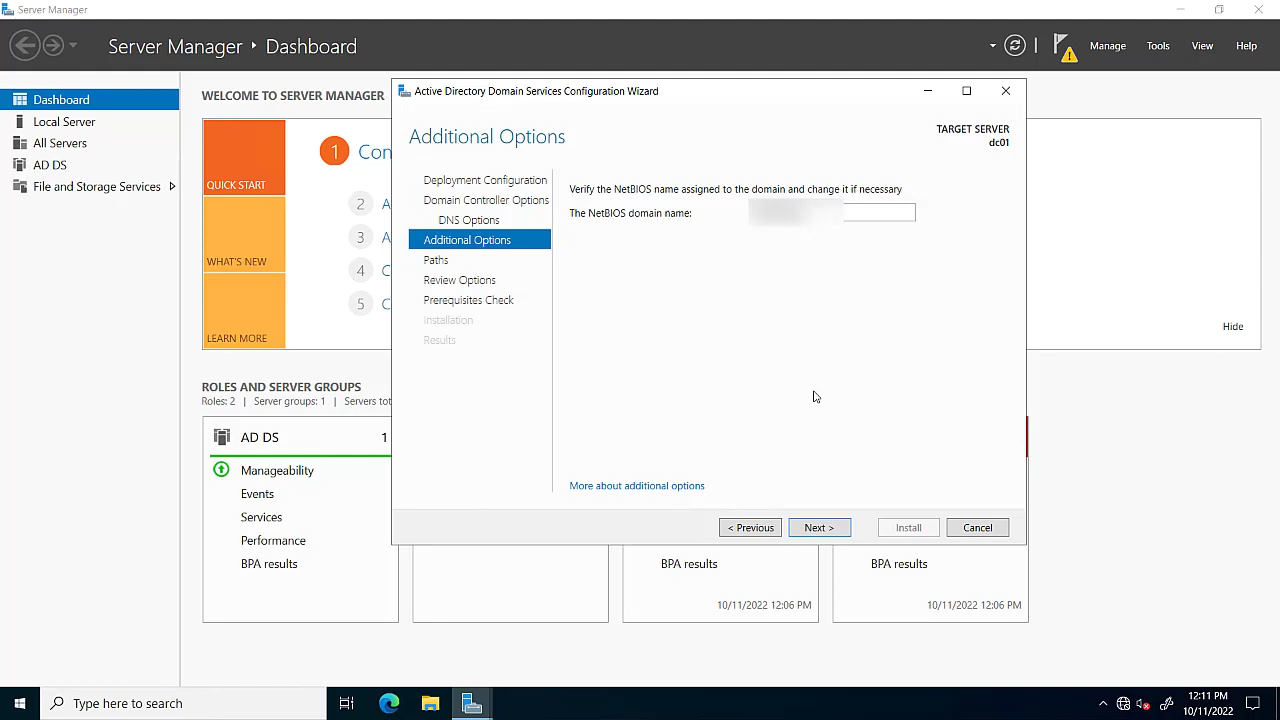 Server Manager
Server Manager • Dashboard
Manage Tools View Help
Dashboard
Local Server
All Servers
AD DS
File and Storage Services
WELCOME TO SERVER MANAGER
QUICK START
WHAT'S NEW
LEARN MORE
1 Con
2 A
3 A
4 C
5 C
Hide
Active Directory Domain Services Configuration Wizard
Additional Options
TARGET SERVER
dc01
Deployment Configuration
Domain Controller Options
DNS Options
Additional Options
Paths
Review Options
Prerequisites Check
Installation
Results
Verify the NetBIOS name assigned to the domain and change it if necessary
The NetBIOS domain name:
More about additional options
< Previous Next > Install Cancel
ROLES AND SERVER GROUPS
Roles: 2 | Server groups: 1 | Servers tot
AD DS 1
Manageability
Events
Services
Performance
BPA results
BPA results
10/11/2022 12:06 PM
BPA results
10/11/2022 12:06 PM
Type here to search
12:11 PM
10/11/2022